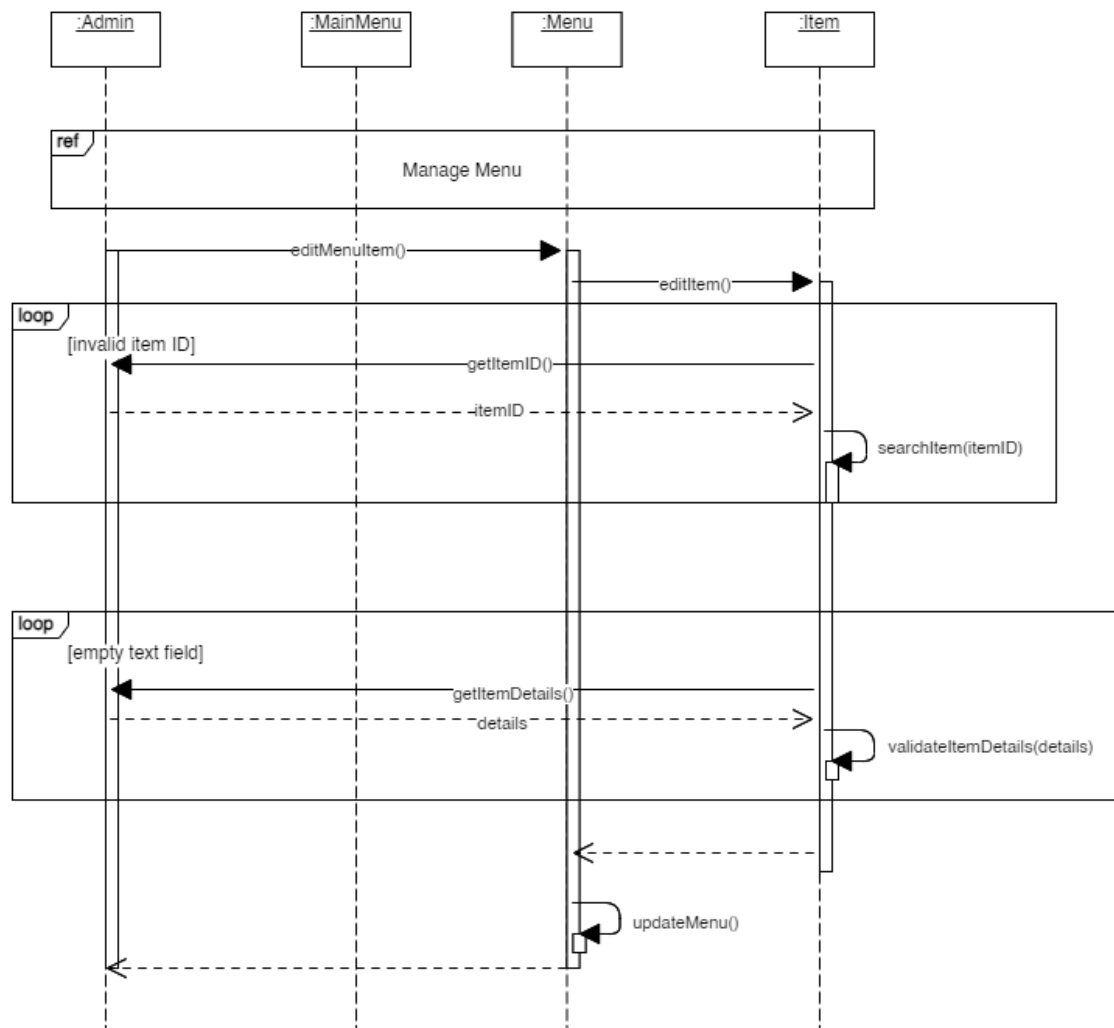 :Admin
:MainMenu
:Menu
:Item
ref
Manage Menu
editMenuItem()
editItem()
loop
[invalid item ID]
getItemID()
itemID
searchItem(itemID)
loop
[empty text field]
getItemDetails()
details
validateItemDetails(details)
updateMenu()